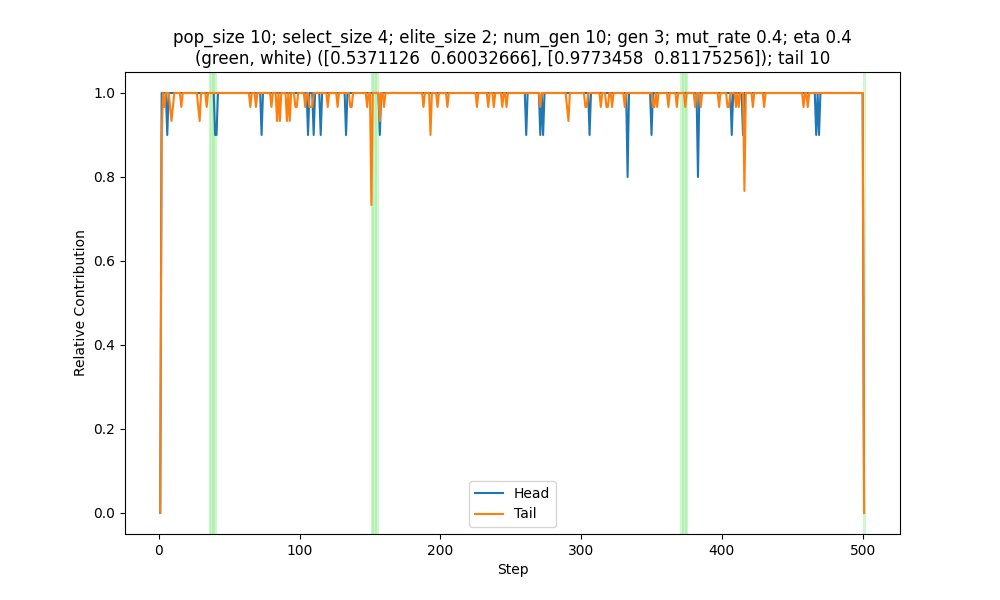 pop_size 10; select_size 4; elite_size 2; num_gen 10; gen 3; mut_rate 0.4; eta 0.4
(green, white) ([0.5371126  0.60032666], [0.9773458  0.81175256]); tail 10
1.0
0.8
0.6
0.4
0.2
0.0
Relative Contribution
Head
Tail
0
100
200
300
400
500
Step